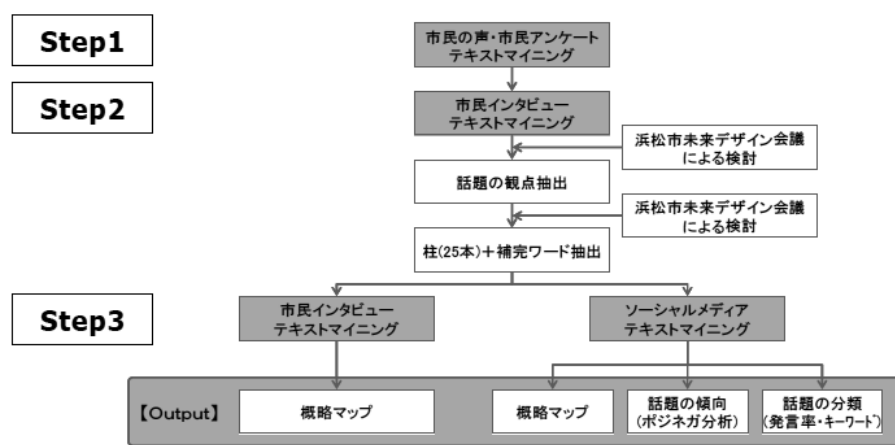 Step1
市民の声・市民アンケート
テキストマイニング
Step2
市民インタビュー
テキストマイニング
浜松市未来デザイン会議
による検討
話題の観点抽出
浜松市未来デザイン会議
による検討
柱(25本)＋補完ワード抽出
Step3
市民インタビュー
テキストマイニング
ソーシャルメディア
テキストマイニング
【Output】
概略マップ
概略マップ
話題の傾向
(ポジネガ分析)
話題の分類
(発言率・キーワード)